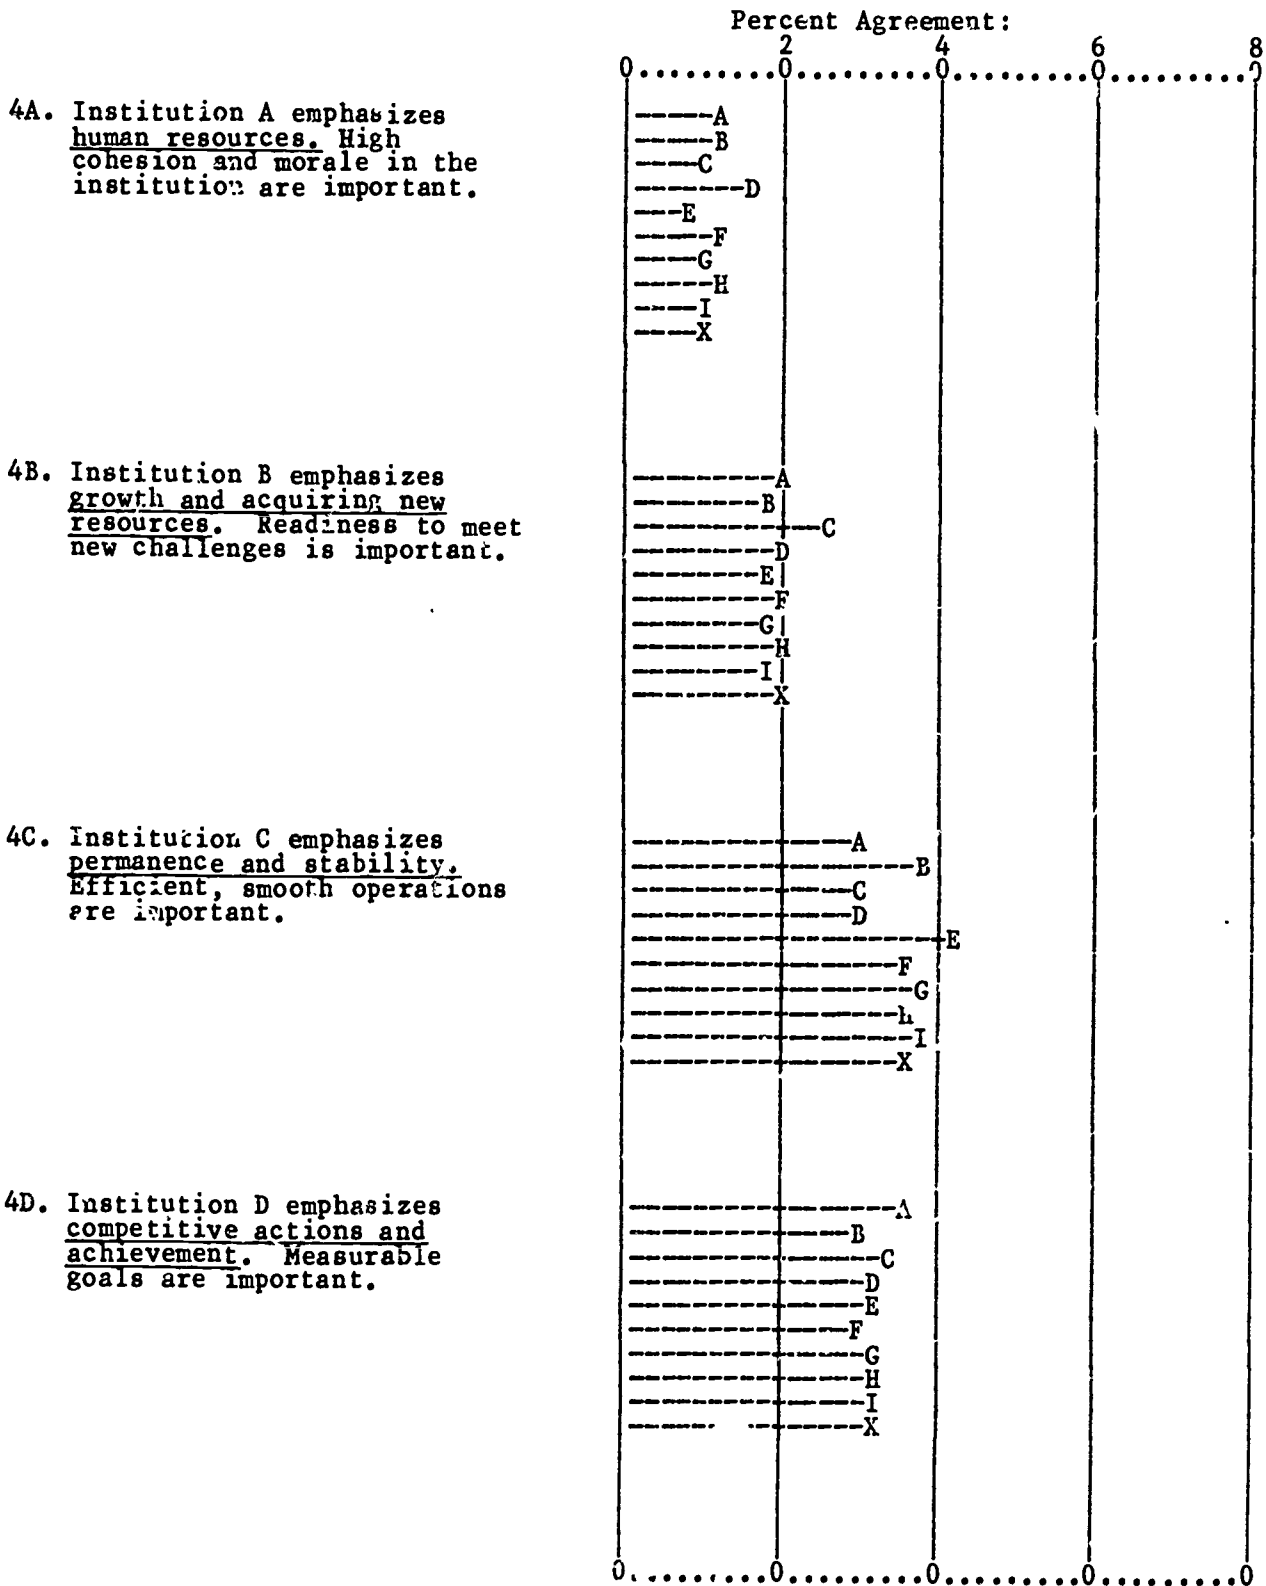 Percent Agreement:
2 4 6 8
0.........0.........0.........0.........0
4A. Institution A emphasizes
human resources. High
cohesion and morale in the
institution are important.
-----A
-----B
----C
-------D
---E
-----F
----G
-----H
----I
----X
4B. Institution B emphasizes
growth and acquiring new
resources. Readiness to meet
new challenges is important.
---------A
--------B
------------C
---------D
--------E
---------F
--------G
---------H
--------I
---------X
4C. Institution C emphasizes
permanence and stability.
Efficient, smooth operations
are important.
--------------A
------------------B
--------------C
--------------D
--------------------E
-----------------F
------------------G
-----------------H
------------------I
-----------------X
4D. Institution D emphasizes
competitive actions and
achievement. Measurable
goals are important.
-----------------A
--------------B
----------------C
---------------D
---------------E
--------------F
---------------G
---------------H
---------------I
----- --------X
0.........0.........0.........0.........0